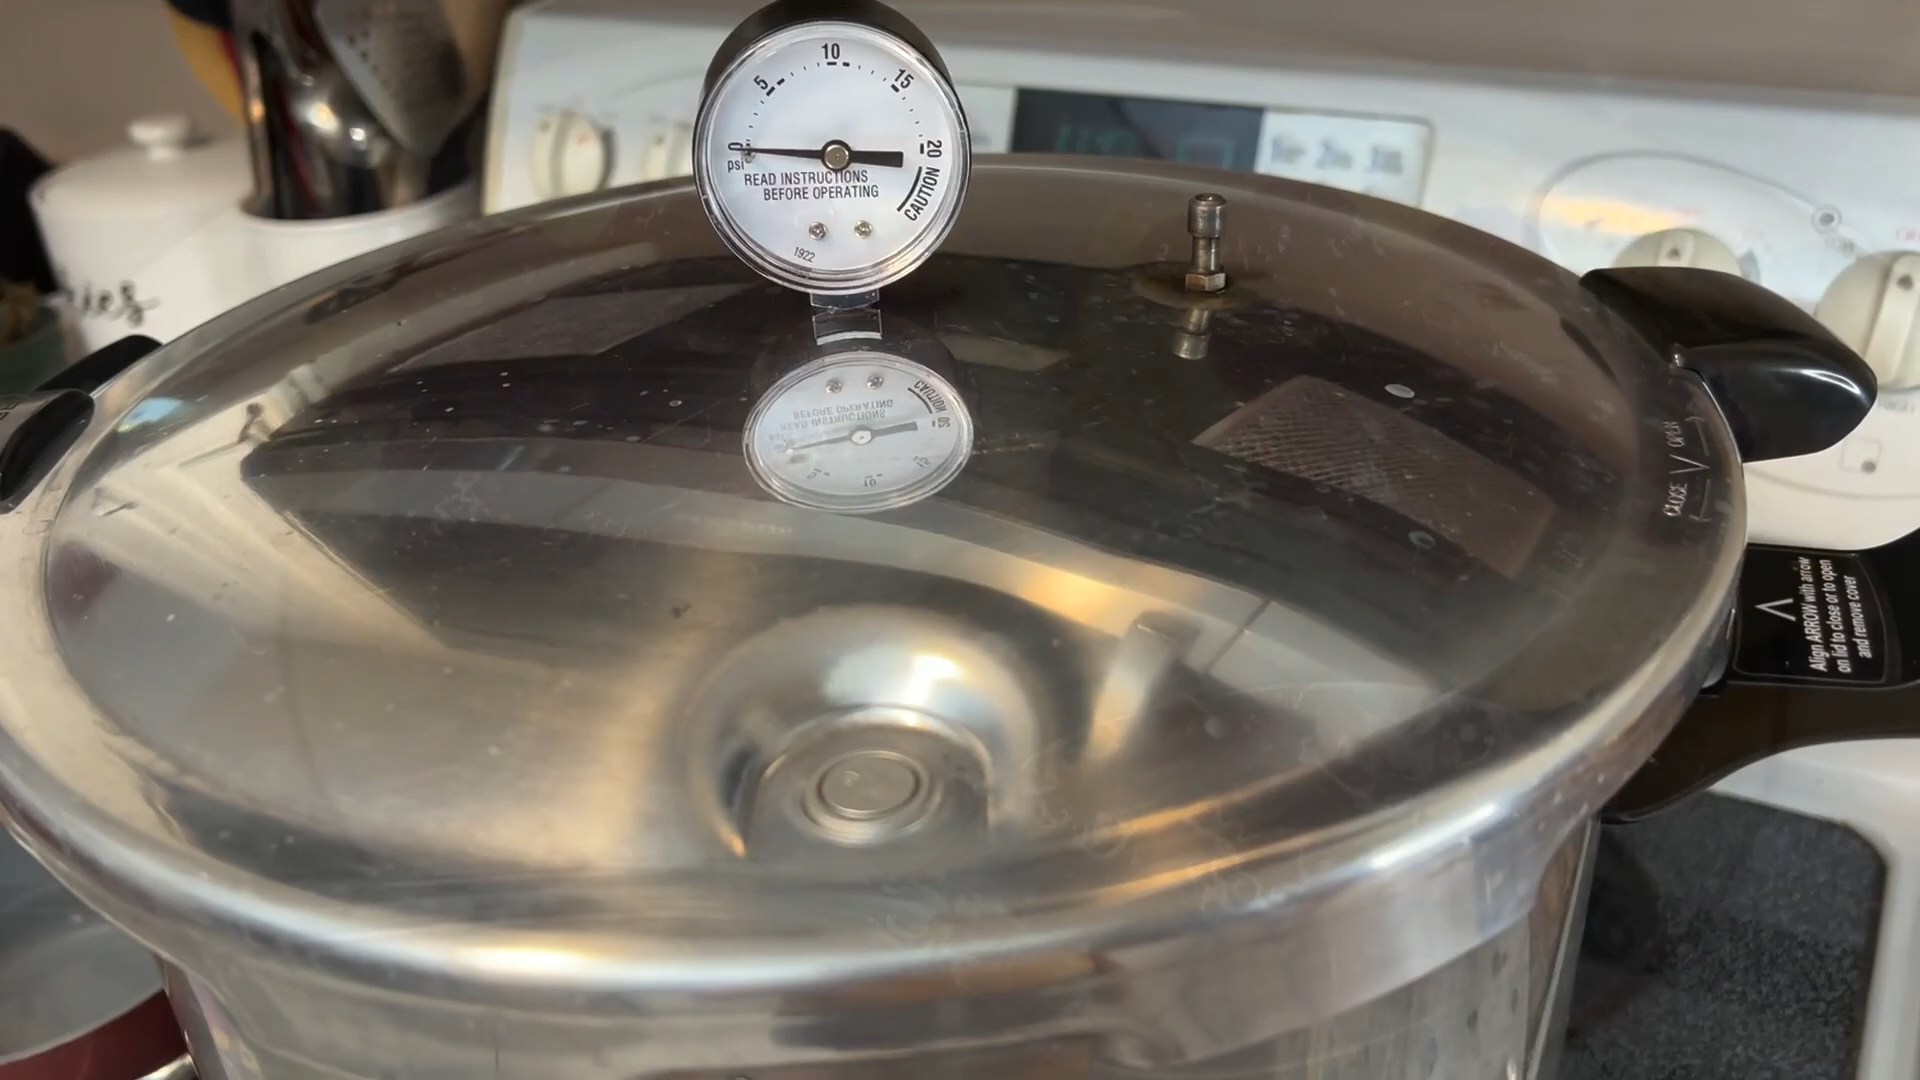 10
5
15
0
20
psi
READ INSTRUCTIONS
BEFORE OPERATING
CAUTION
1922
CLOSE V OPEN
Align ARROW with arrow
on lid to close or to open
and remove cover